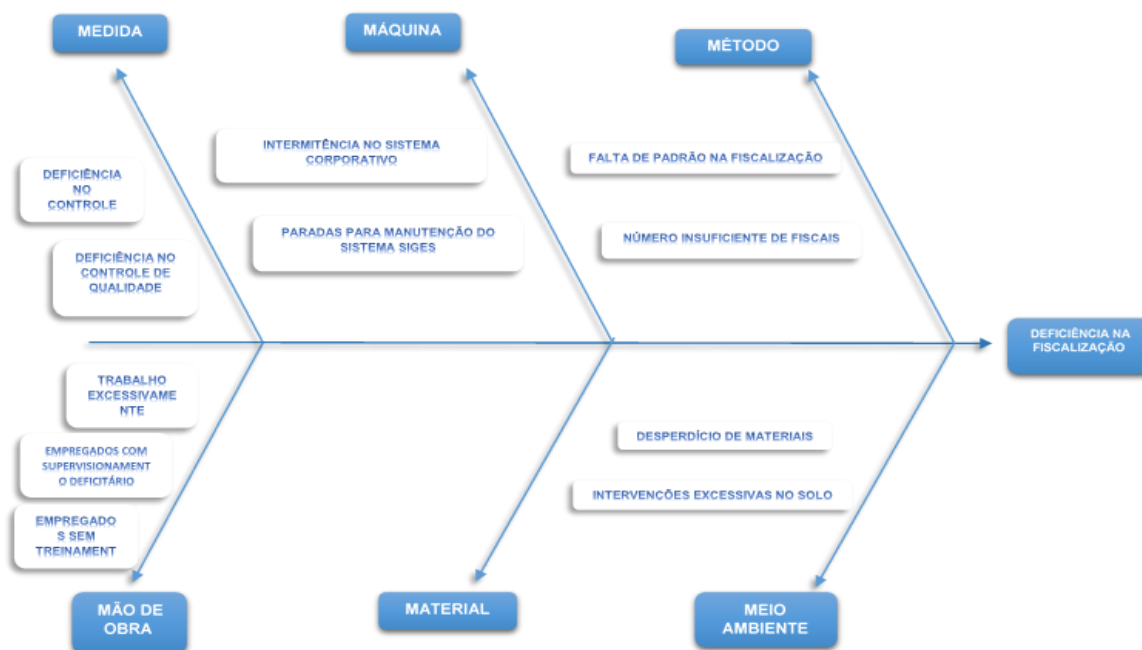 MEDIDA
MÁQUINA
MÉTODO
INTERMITÊNCIA NO SISTEMA
CORPORATIVO
FALTA DE PADRÃO NA FISCALIZAÇÃO
DEFICIÊNCIA
NO
CONTROLE
PARADAS PARA MANUTENÇÃO DO
SISTEMA SIGES
NÚMERO INSUFICIENTE DE FISCAIS
DEFICIÊNCIA NO
CONTROLE DE
QUALIDADE
DEFICIÊNCIA NA
FISCALIZAÇÃO
TRABALHO
EXCESSIVAME
NTE
EMPREGADOS COM
SUPERVISIONAMENT
O DEFICITÁRIO
EMPREGADO
S SEM
TREINAMENT
DESPERDÍCIO DE MATERIAIS
INTERVENÇÕES EXCESSIVAS NO SOLO
MÃO DE
OBRA
MATERIAL
MEIO
AMBIENTE